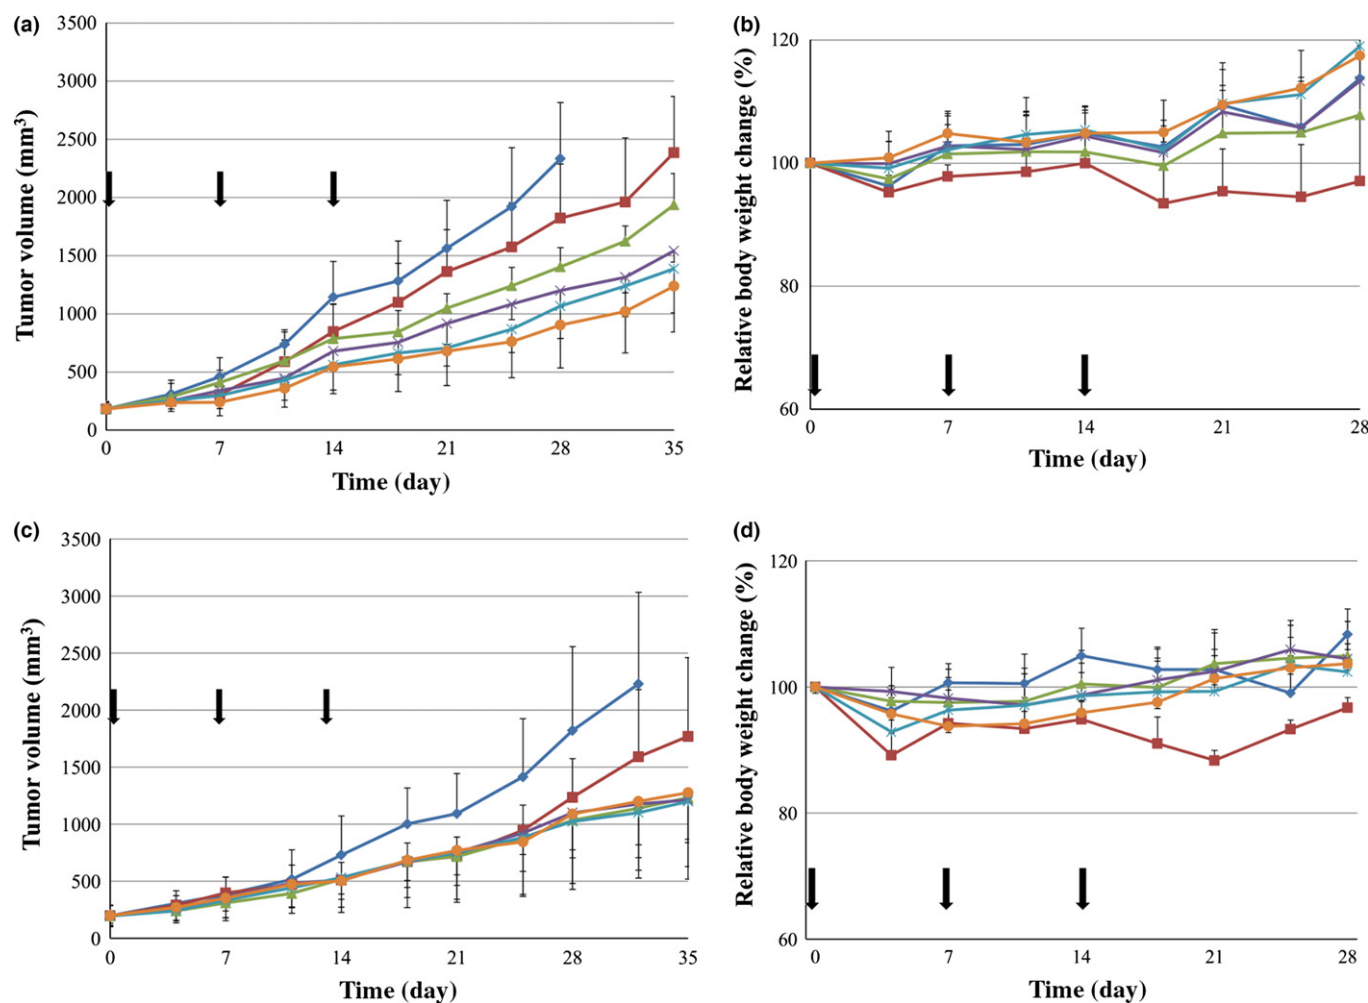 (a)
3500
3000
2500
2000
1500
1000
500
0
Tumor volume (mm³)
0 7 14 21 28 35
Time (day)
(b)
120
100
80
60
Relative body weight change (%)
0 7 14 21 28
Time (day)
(c)
3500
3000
2500
2000
1500
1000
500
0
Tumor volume (mm³)
0 7 14 21 28 35
Time (day)
(d)
120
100
80
60
Relative body weight change (%)
0 7 14 21 28
Time (day)